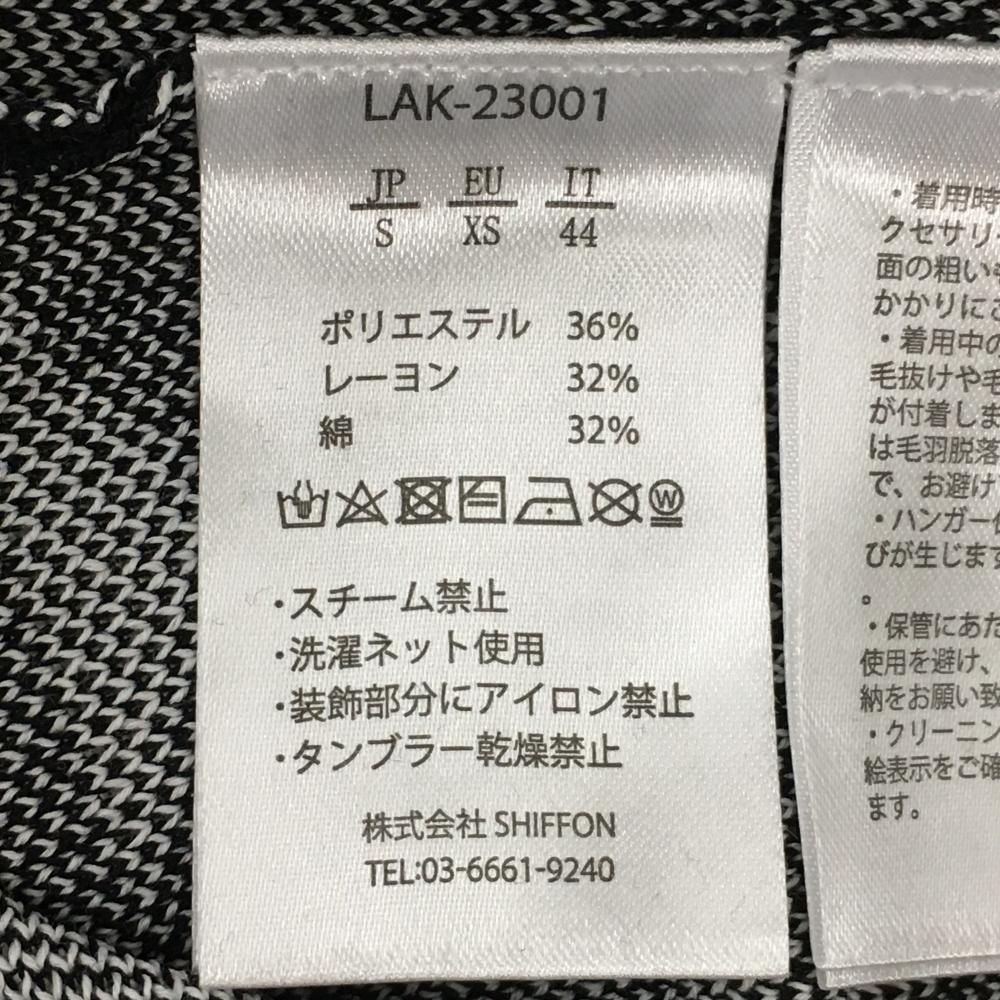 LAK-23001
JP EU IT
S XS 44
ポリエステル 36%
レーヨン 32%
綿 32%
W
・スチーム禁止
・洗濯ネット使用
・装飾部分にアイロン禁止
・タンブラー乾燥禁止
株式会社 SHIFFON
TEL:03-6661-9240
・着用時
クセサリ
面の粗い
かかりに
・着用中の
毛抜けや毛
が付着しま
は毛羽脱落
で、お避け
・ハンガー
びが生じます
。
・保管にあた
使用を避け、
納をお願い致
・クリーニン
絵表示をご確
ます。